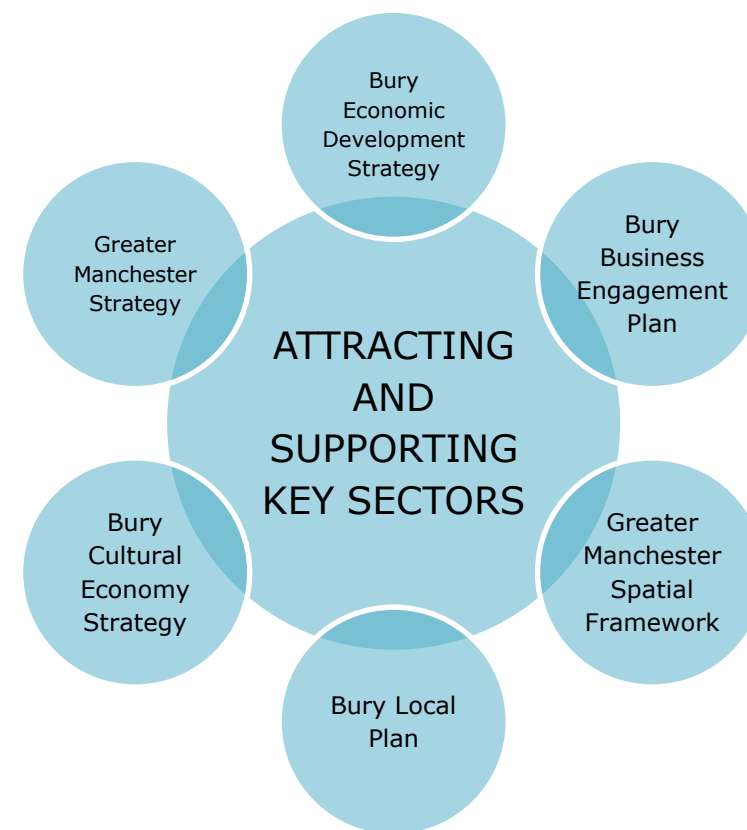 Bury
Economic
Development
Strategy
Bury
Business
Engagement
Plan
Greater
Manchester
Spatial
Framework
Bury Local
Plan
Bury
Cultural
Economy
Strategy
Greater
Manchester
Strategy
ATTRACTING
AND
SUPPORTING
KEY SECTORS